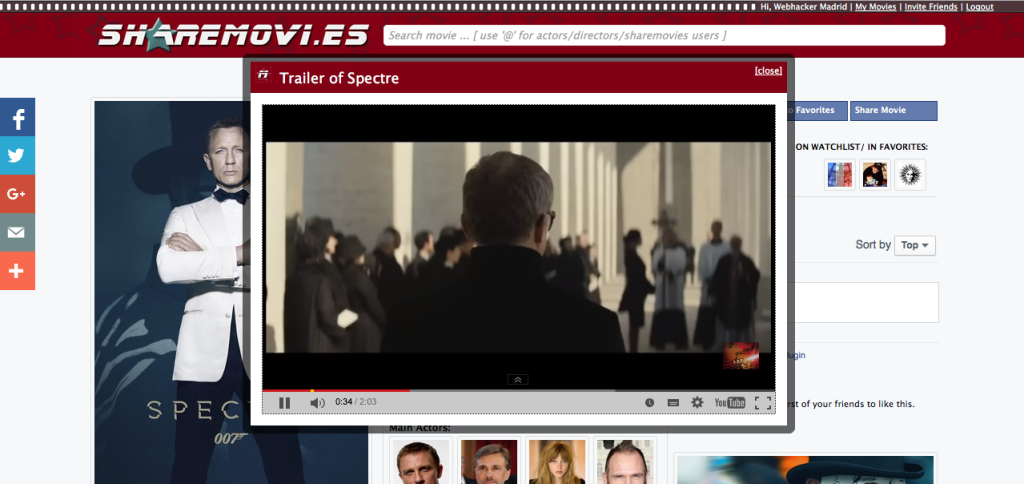 Hi, Webhacker Madrid | My Movies | Invite Friends | Logout
SHAREMOVI.ES
Search movie ... [ use '@' for actors/directors/sharemovies users ]
Trailer of Spectre
[close]
o Favorites
Share Movie
ON WATCHLIST/ IN FAVORITES:
Sort by
Top
lugin
0:34 / 2:03
YouTube
rst of your friends to like this.
SPEC
007
Main Actors: